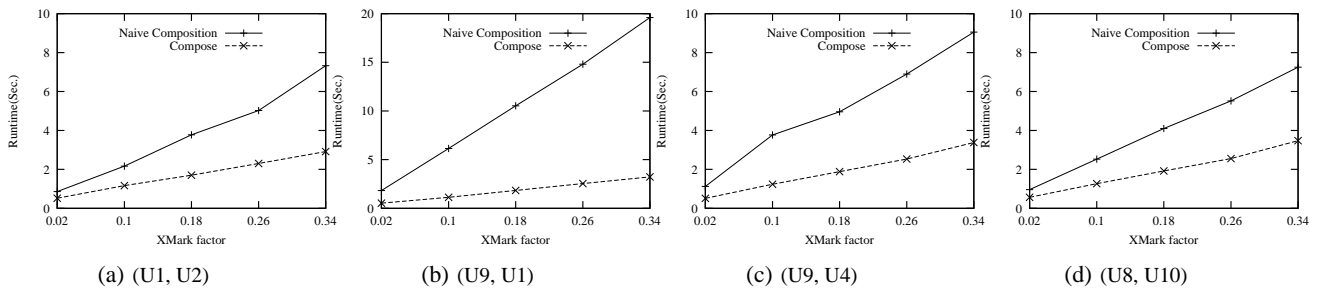 10
8
6
4
2
0
Runtime(Sec.)
Naive Composition
Compose
0.02 0.1 0.18 0.26 0.34
XMark factor
(a) (U1, U2)
20
15
10
5
0
Runtime(Sec.)
Naive Composition
Compose
0.02 0.1 0.18 0.26 0.34
XMark factor
(b) (U9, U1)
10
8
6
4
2
0
Runtime(Sec.)
Naive Composition
Compose
0.02 0.1 0.18 0.26 0.34
XMark factor
(c) (U9, U4)
10
8
6
4
2
0
Runtime(Sec.)
Naive Composition
Compose
0.02 0.1 0.18 0.26 0.34
XMark factor
(d) (U8, U10)